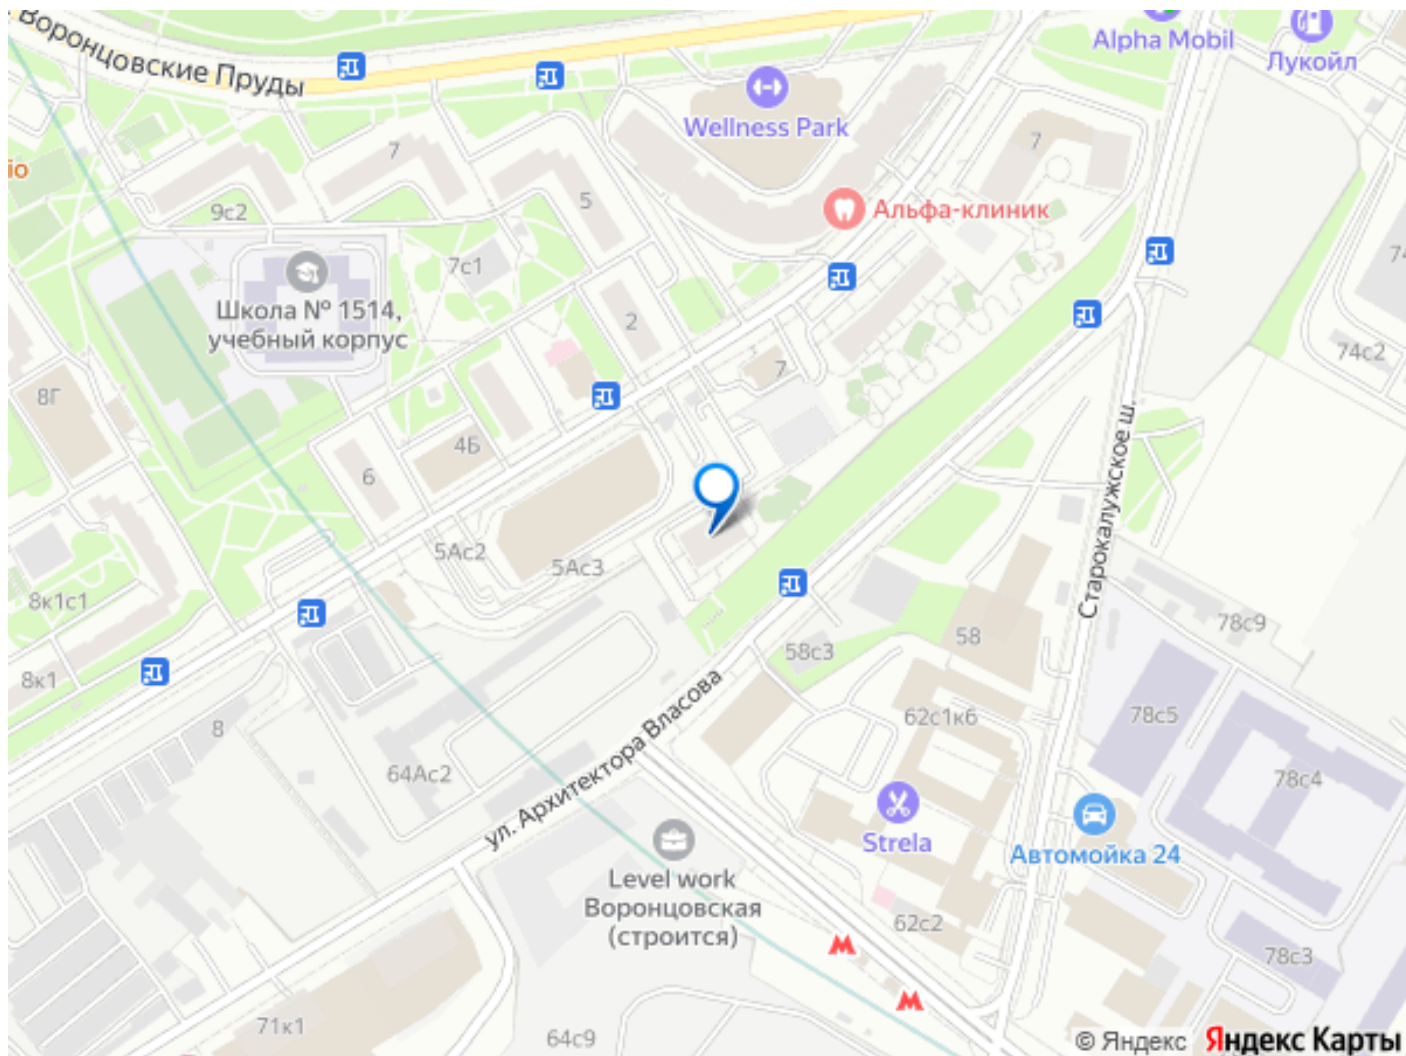 Воронцовские Пруды
Alpha Mobil
Лукойл
Wellness Park
7
7
io
9с2
5
Альфа-клиник
7с1
Школа № 1514,
учебный корпус
2
74с2
7
8Г
4Б
6
Старокалужское ш.
5Ас2
5Ас3
8к1с1
78с9
58
58с3
8к1
ул. Архитектора Власова
62с1к6
78с5
8
64Ас2
78с4
Strela
Автомойка 24
Level work
Воронцовская
(строится)
62с2
78с3
71к1
64с9
© Яндекс Яндекс Карты